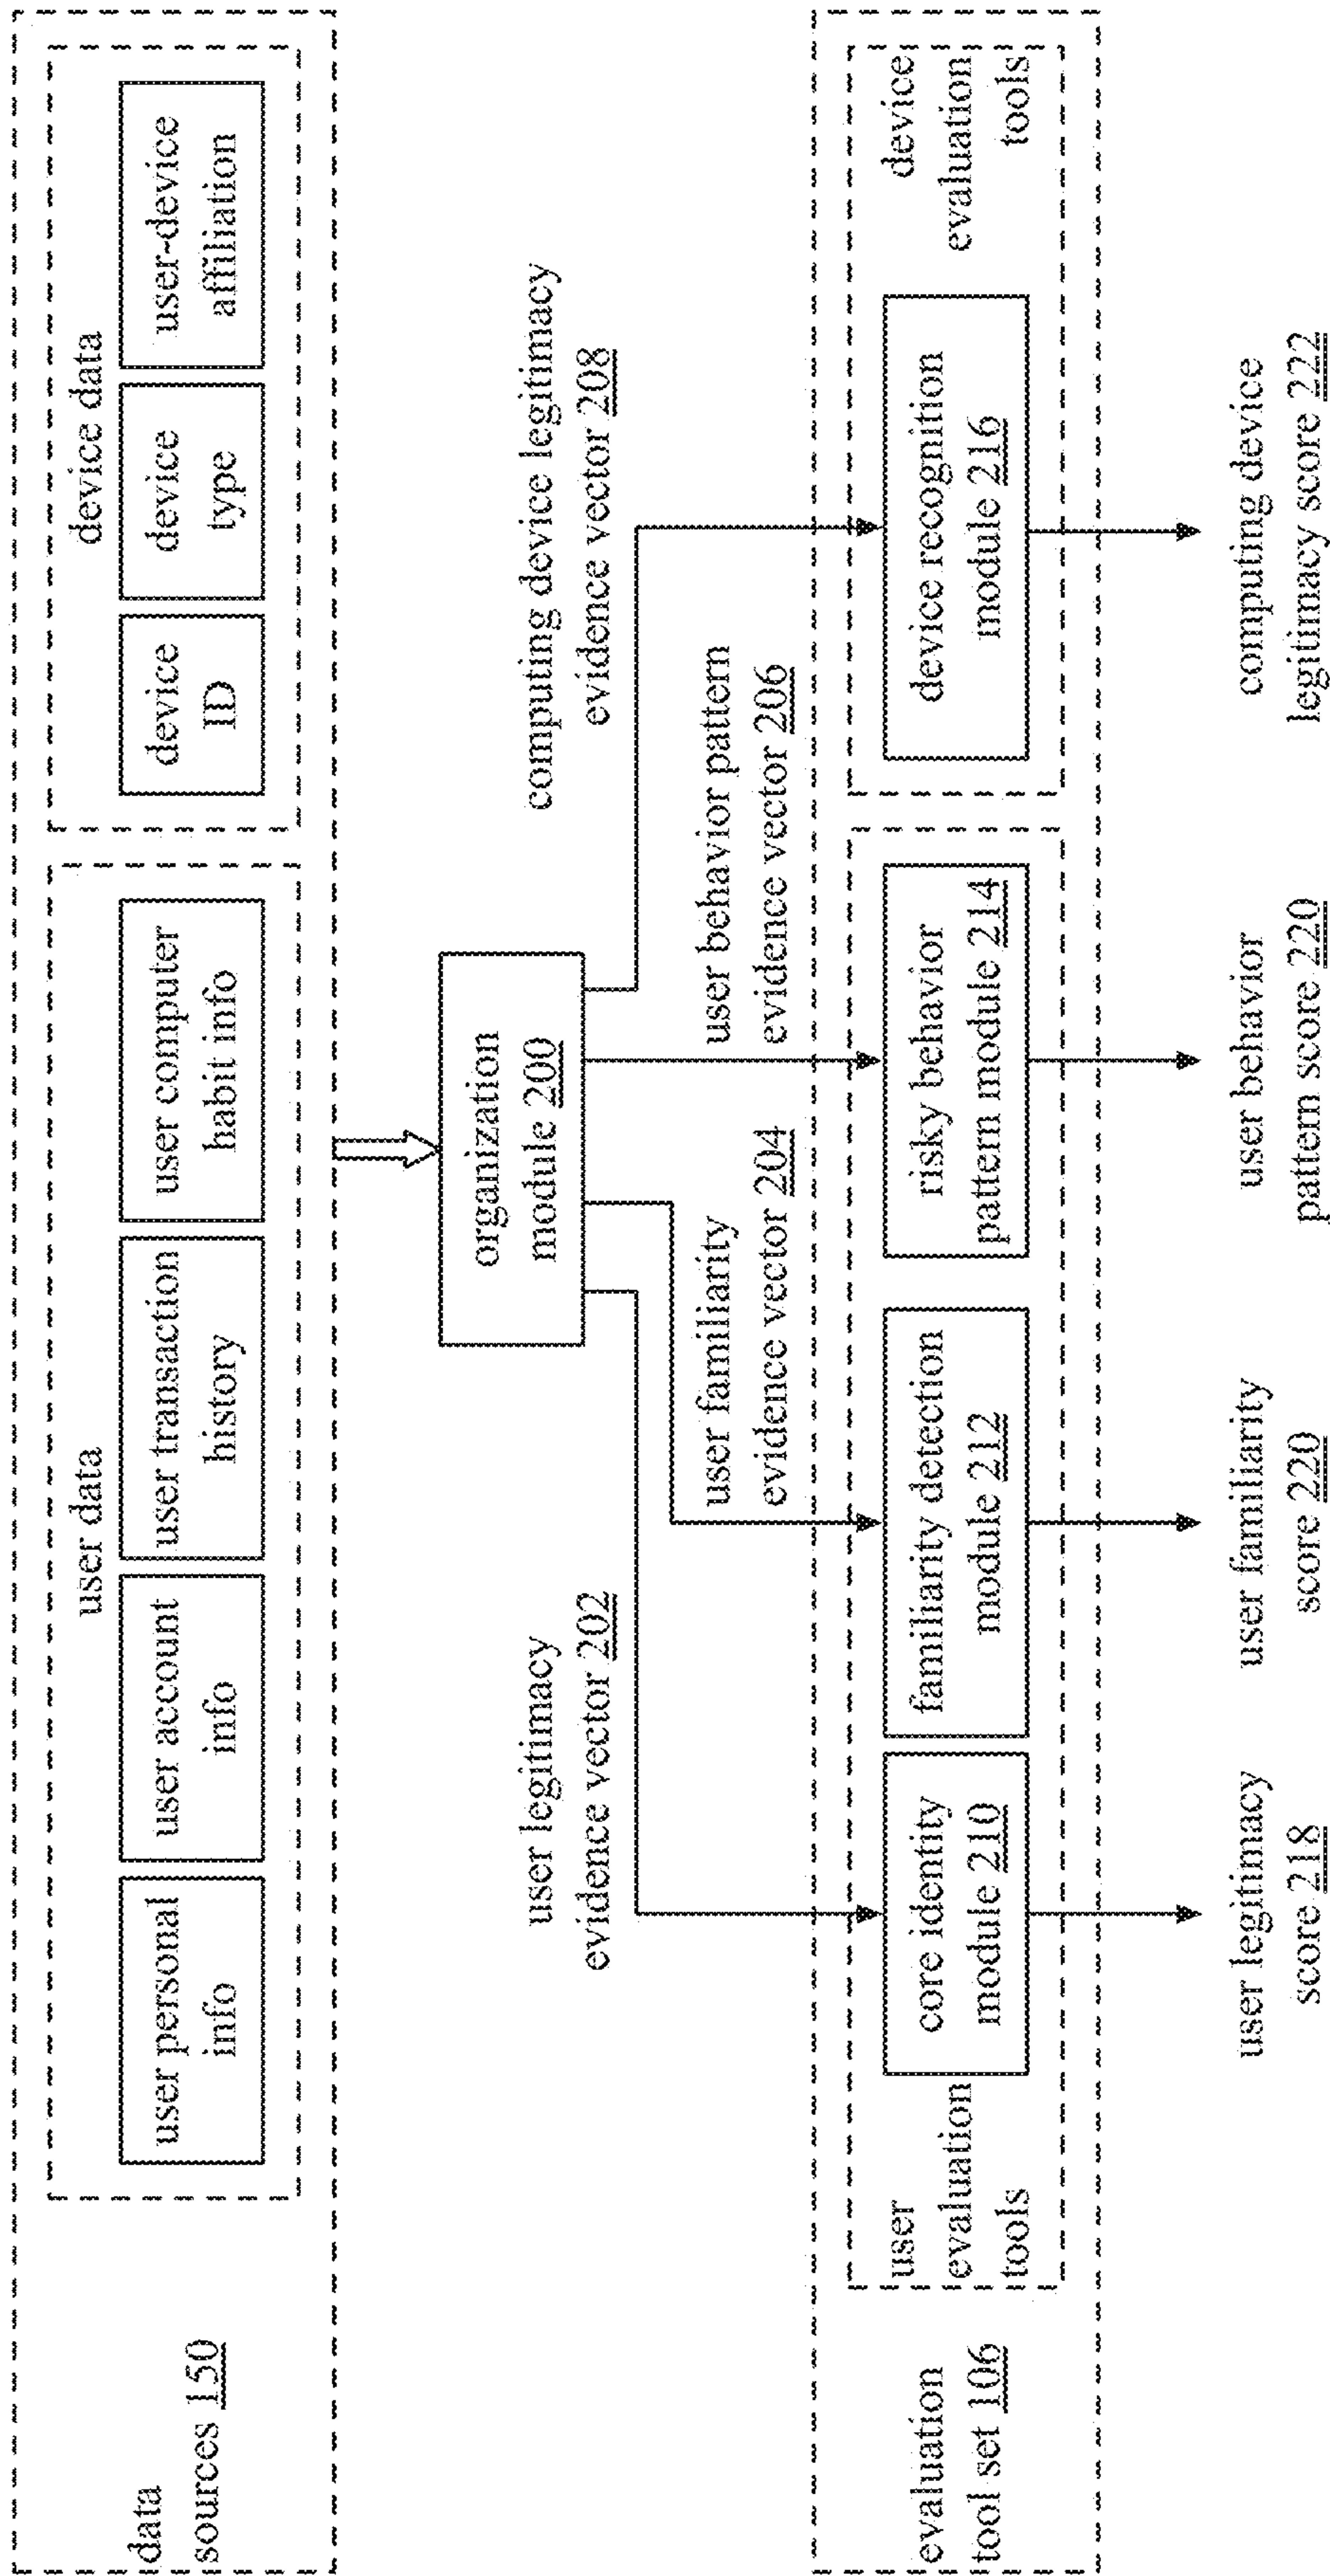 data
sources 150
user data
user personal
info
user account
info
user transaction
history
user computer
habit info
device data
device
ID
device
type
user-device
affiliation
organization
module 200
user legitimacy
evidence vector 202
user familiarity
evidence vector 204
user behavior pattern
evidence vector 206
computing device legitimacy
evidence vector 208
evaluation
tool set 106
user
evaluation
tools
core identity
module 210
familiarity detection
module 212
risky behavior
pattern module 214
device recognition
module 216
device
evaluation
tools
user legitimacy
score 218
user familiarity
score 220
user behavior
pattern score 220
computing device
legitimacy score 222